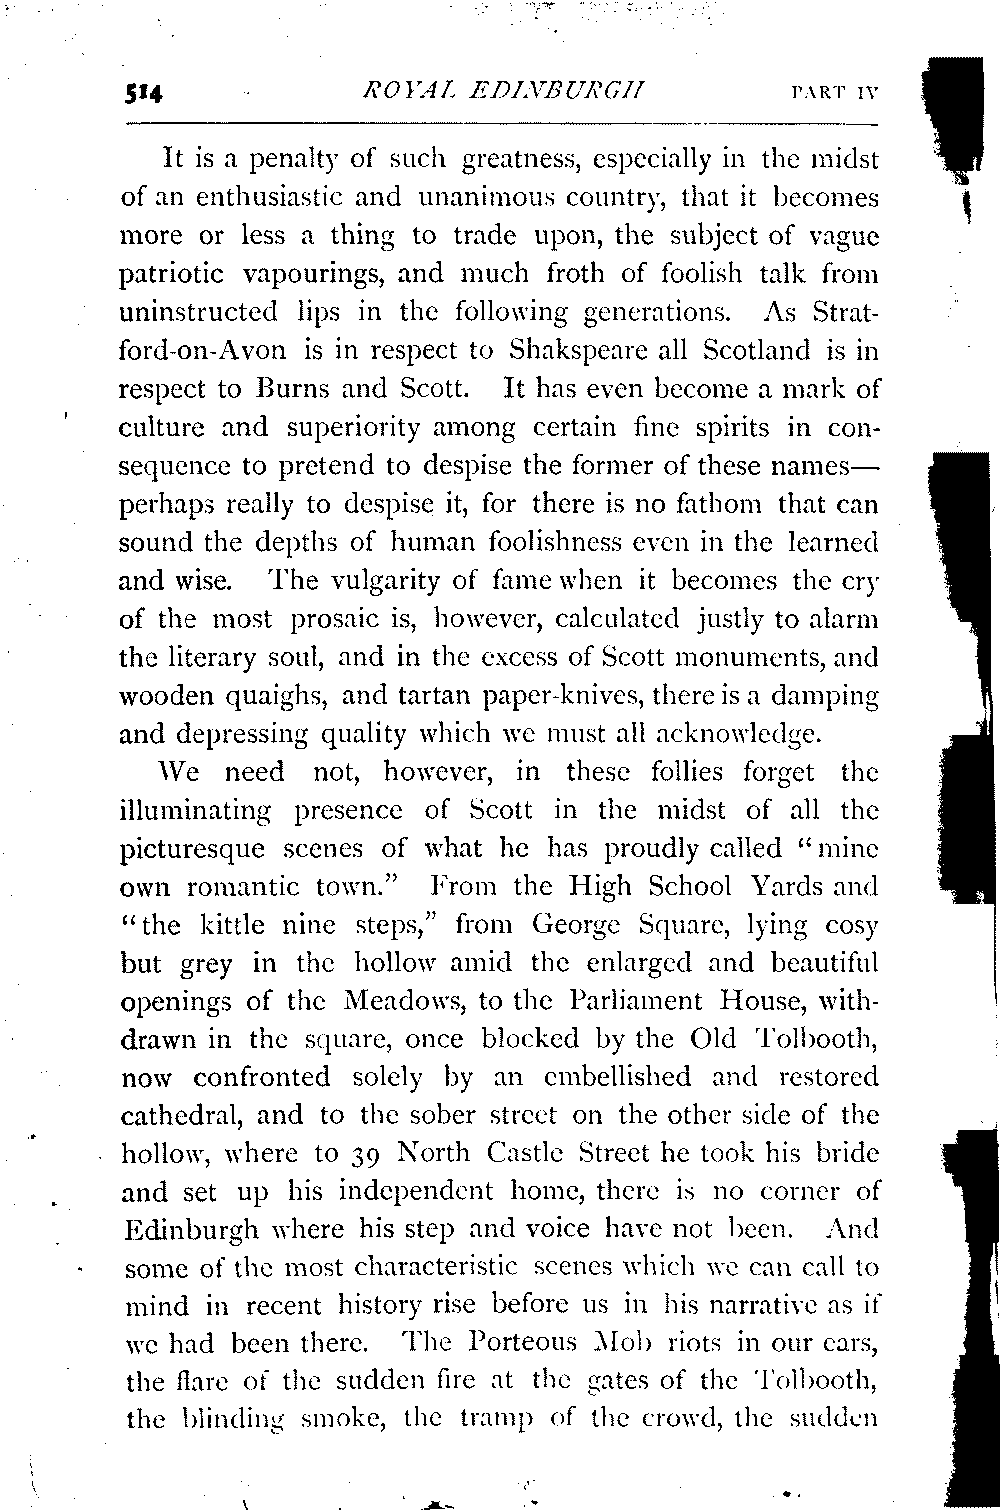 514 ROYAL EDINBURGH PART IV
It is a penalty of such greatness, especially in the midst
of an enthusiastic and unanimous country, that it becomes
more or less a thing to trade upon, the subject of vague
patriotic vapourings, and much froth of foolish talk from
uninstructed lips in the following generations. As Strat-
ford-on-Avon is in respect to Shakspeare all Scotland is in
respect to Burns and Scott. It has even become a mark of
culture and superiority among certain fine spirits in con-
sequence to pretend to despise the former of these names—
perhaps really to despise it, for there is no fathom that can
sound the depths of human foolishness even in the learned
and wise. The vulgarity of fame when it becomes the cry
of the most prosaic is, however, calculated justly to alarm
the literary soul, and in the excess of Scott monuments, and
wooden quaighs, and tartan paper-knives, there is a damping
and depressing quality which we must all acknowledge.
We need not, however, in these follies forget the
illuminating presence of Scott in the midst of all the
picturesque scenes of what he has proudly called "mine
own romantic town." From the High School Yards and
"the kittle nine steps," from George Square, lying cosy
but grey in the hollow amid the enlarged and beautiful
openings of the Meadows, to the Parliament House, with-
drawn in the square, once blocked by the Old Tolbooth,
now confronted solely by an embellished and restored
cathedral, and to the sober street on the other side of the
hollow, where to 39 North Castle Street he took his bride
and set up his independent home, there is no corner of
Edinburgh where his step and voice have not been. And
some of the most characteristic scenes which we can call to
mind in recent history rise before us in his narrative as if
we had been there. The Porteous Mob riots in our ears,
the flare of the sudden fire at the gates of the Tolbooth,
the blinding smoke, the tramp of the crowd, the sudden